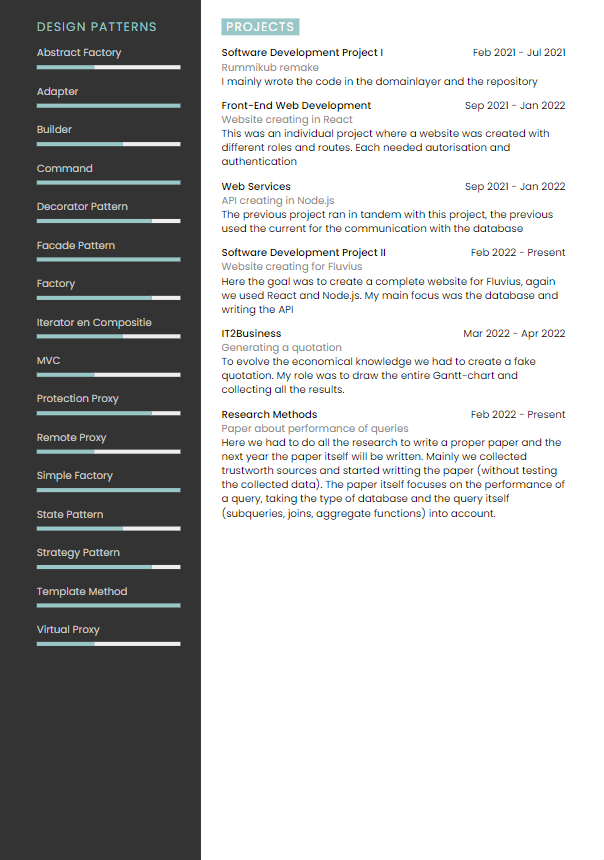 DESIGN PATTERNS
Abstract Factory
Adapter
Builder
Command
Decorator Pattern
Facade Pattern
Factory
Iterator en Compositie
MVC
Protection Proxy
Remote Proxy
Simple Factory
State Pattern
Strategy Pattern
Template Method
Virtual Proxy
PROJECTS
Software Development Project I Feb 2021 - Jul 2021
Rummikub remake
I mainly wrote the code in the domainlayer and the repository
Front-End Web Development Sep 2021 - Jan 2022
Website creating in React
This was an individual project where a website was created with
different roles and routes. Each needed autorisation and
authentication
Web Services Sep 2021 - Jan 2022
API creating in Node.js
The previous project ran in tandem with this project, the previous
used the current for the communication with the database
Software Development Project II Feb 2022 - Present
Website creating for Fluvius
Here the goal was to create a complete website for Fluvius, again
we used React and Node.js. My main focus was the database and
writing the API
IT2Business Mar 2022 - Apr 2022
Generating a quotation
To evolve the economical knowledge we had to create a fake
quotation. My role was to draw the entire Gantt-chart and
collecting all the results.
Research Methods Feb 2022 - Present
Paper about performance of queries
Here we had to do all the research to write a proper paper and the
next year the paper itself will be written. Mainly we collected
trustworth sources and started writting the paper (without testing
the collected data). The paper itself focuses on the performance of
a query, taking the type of database and the query itself
(subqueries, joins, aggregate functions) into account.